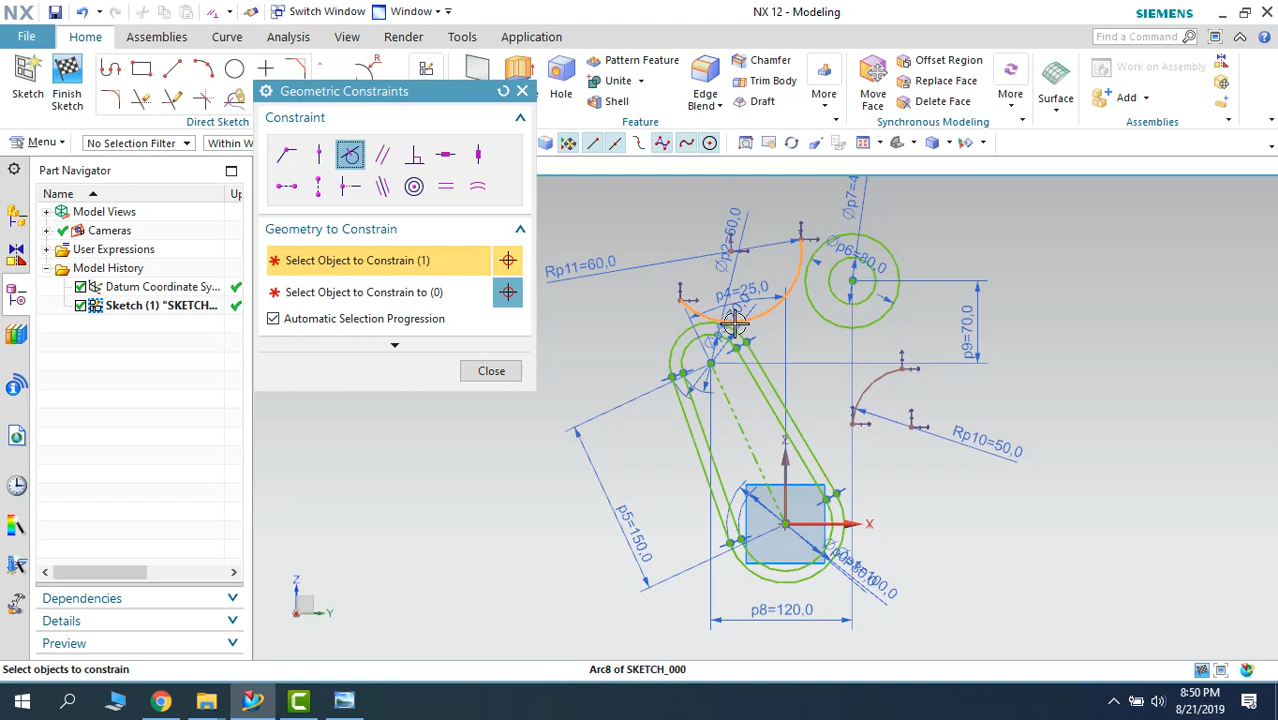 NX
Switch Window
Window
NX 12 - Modeling
SIEMENS
File
Home
Assemblies
Curve
Analysis
View
Render
Tools
Application
Find a Command
Sketch
Finish Sketch
Direct Sketch
Hole
Pattern Feature
Unite
Shell
Edge Blend
Chamfer
Trim Body
Draft
More
Feature
Move Face
Offset Region
Replace Face
Delete Face
More
Synchronous Modeling
Surface
Work on Assembly
Add
Assemblies
Menu
No Selection Filter
Within W
Geometric Constraints
Constraint
Geometry to Constrain
* Select Object to Constrain (1)
* Select Object to Constrain to (0)
Automatic Selection Progression
Close
Part Navigator
Name
Model Views
Cameras
User Expressions
Model History
Datum Coordinate Sy...
Sketch (1) "SKETCH...
Dependencies
Details
Preview
Rp11=60,0
p4=25,0
Øp6=80,0
p9=70,0
Rp10=50,0
p5=150,0
p8=120,0
Z
X
Z
Y
Select objects to constrain
Arc8 of SKETCH_000
8:50 PM
8/21/2019